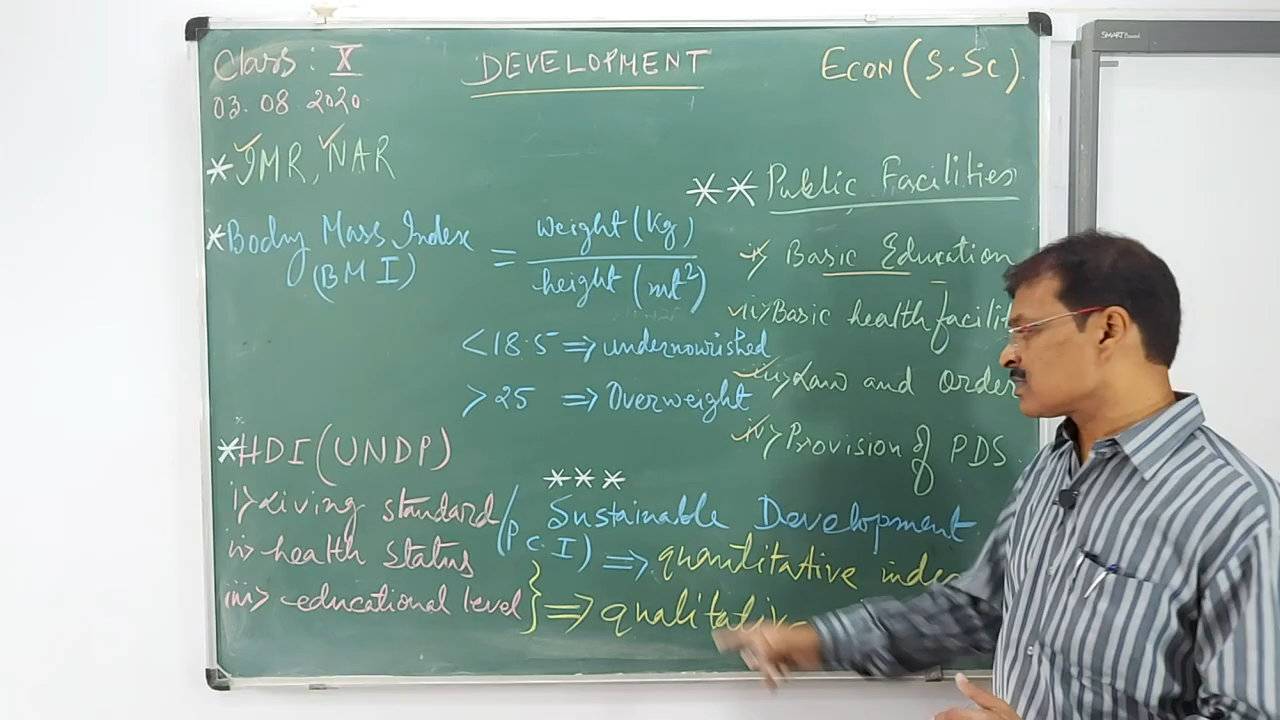 Class : X
DEVELOPMENT
ECON (S.Sc)
03.08 2020
* IMR, NAR
* Body Mass Index = weight (kg)
(BMI) height (mt²)
< 18.5 ⇒ undernourished
> 25 ⇒ Overweight
* HDI (UNDP)
i) Living standard (P.C.I) ⇒ quantitative index
ii) health status
iii) educational level } ⇒ qualitative
** Public Facilities
i) Basic Education
ii) Basic health facilit
iii) Law and Order
iv) Provision of PDS.
***
Sustainable Development
SMART Board